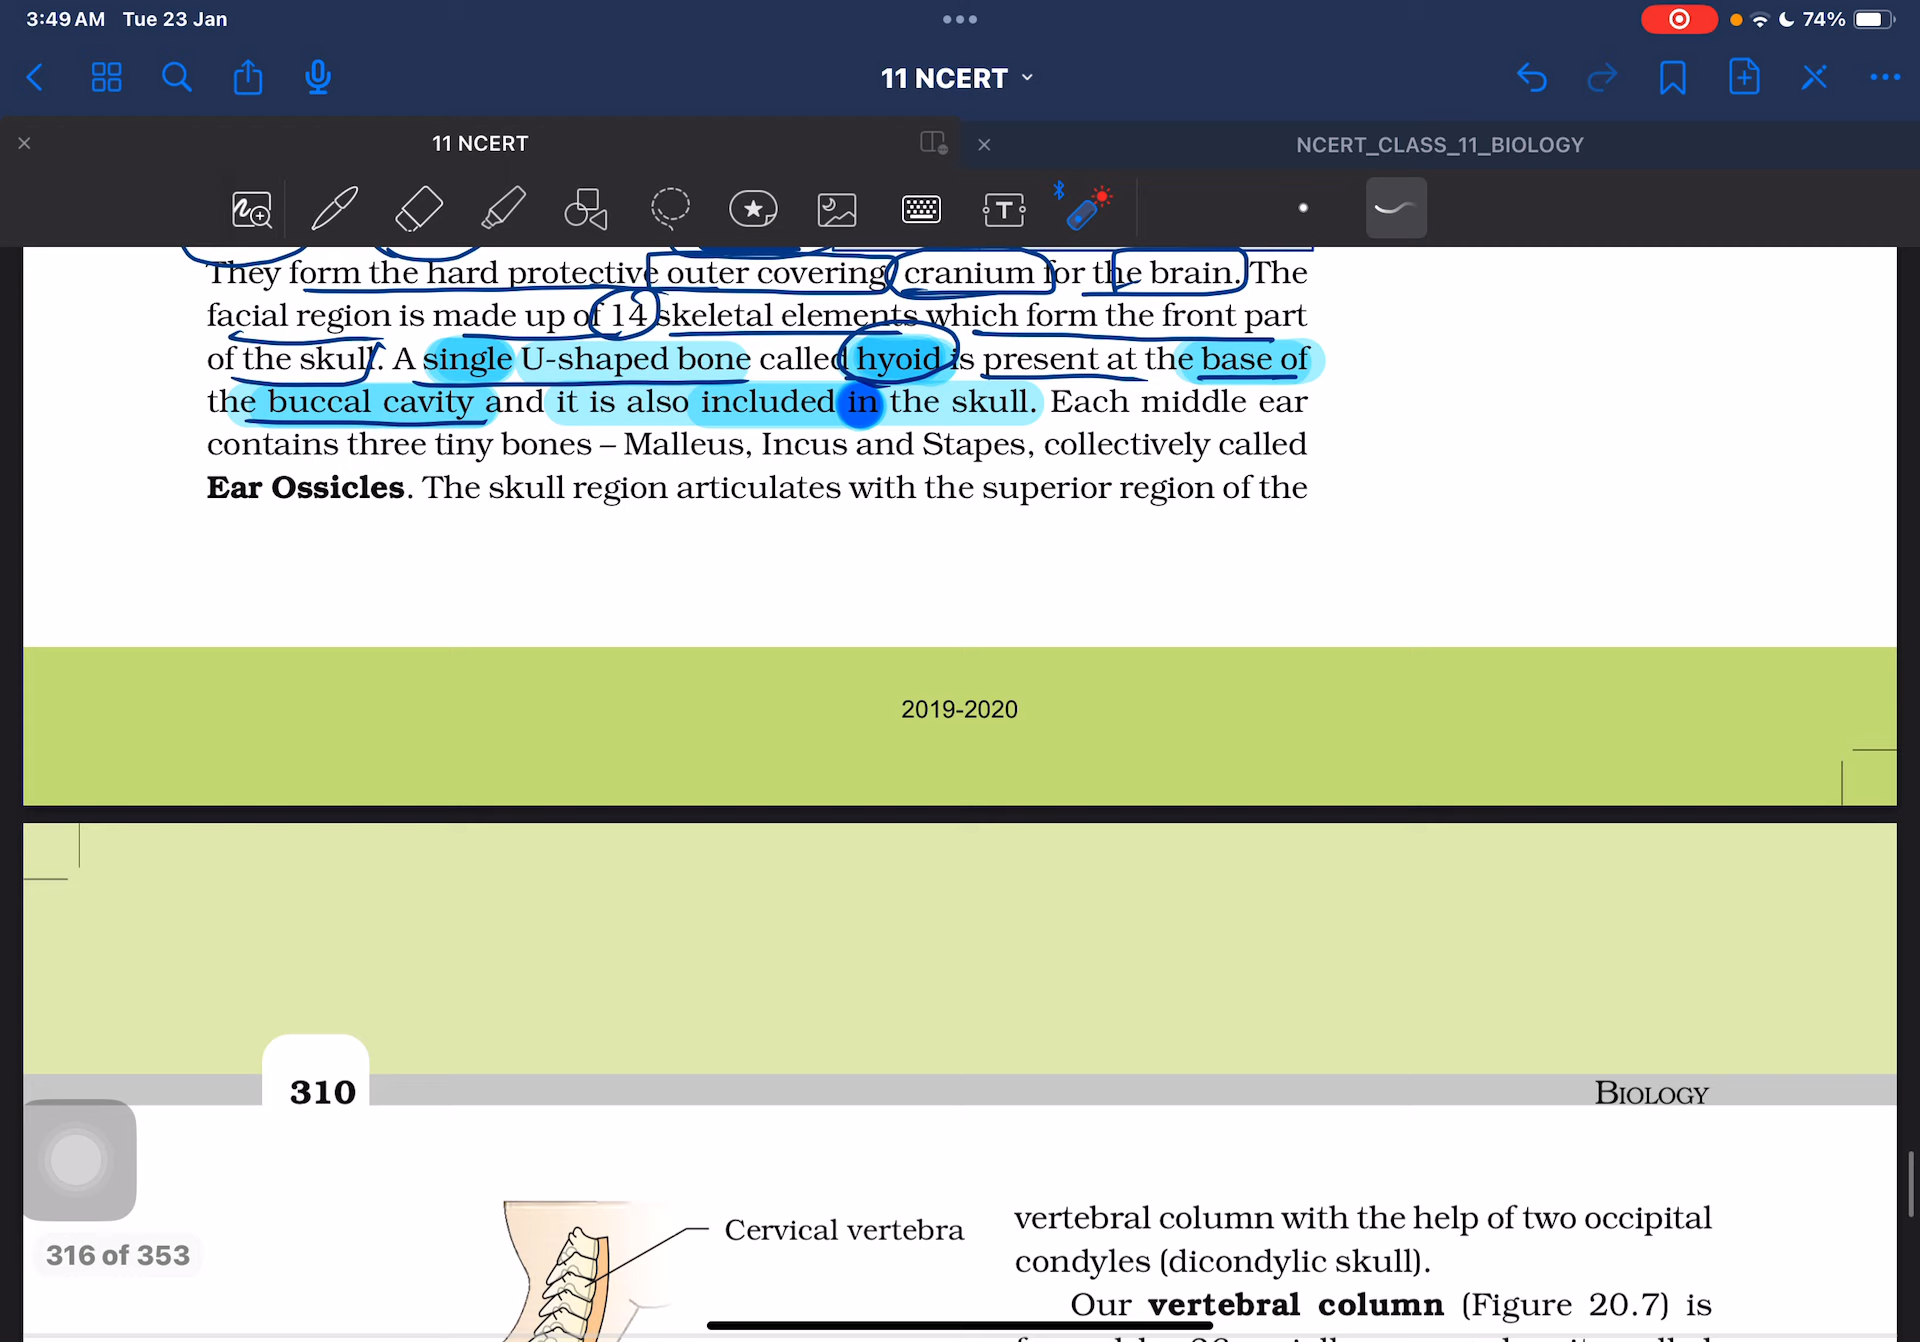 3:49 AM Tue 23 Jan
74%
11 NCERT
11 NCERT
NCERT_CLASS_11_BIOLOGY
They form the hard protective outer covering, cranium for the brain. The
facial region is made up of 14 skeletal elements which form the front part
of the skull. A single U-shaped bone called hyoid is present at the base of
the buccal cavity and it is also included in the skull. Each middle ear
contains three tiny bones – Malleus, Incus and Stapes, collectively called
Ear Ossicles. The skull region articulates with the superior region of the
2019-2020
310
BIOLOGY
316 of 353
Cervical vertebra
vertebral column with the help of two occipital
condyles (dicondylic skull).
Our vertebral column (Figure 20.7) is